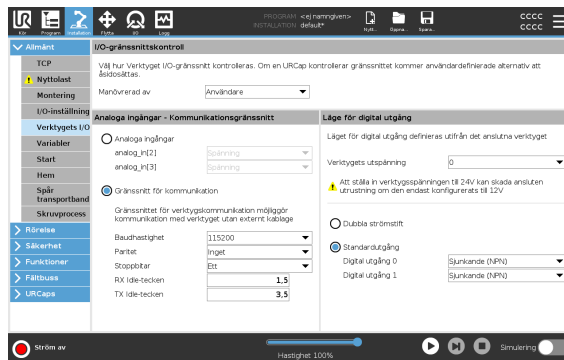 PROGRAM <ej namngiven>
INSTALLATION default*
Kör
Program
Installation
Flytta
I/O
Logg
Nytt...
Öppna...
Spara...
CCCC
CCCC
Allmänt
TCP
Nyttolast
Montering
I/O-inställning
Verktygets I/O
Variabler
Start
Hem
Spår
transportband
Skruvprocess
Rörelse
Säkerhet
Funktioner
Fältbuss
URCaps
I/O-gränssnittskontroll
Välj hur Verktyget I/O-gränssnitt kontrolleras. Om en URCap kontrollerar gränssnittet kommer användardefinierade alternativ att
åsidosättas.
Manövrerad av
Användare
Analoga ingångar - Kommunikationsgränssnitt
Analoga ingångar
analog_in[2]
Spänning
analog_in[3]
Spänning
Gränssnitt för kommunikation
Gränssnittet för verktygskommunikation möjliggör
kommunikation med verktyget utan externt kablage
Baudhastighet
115200
Paritet
Inget
Stoppbitar
Ett
RX Idle-tecken
1,5
TX Idle-tecken
3,5
Läge för digital utgång
Läget för digital utgång definieras utifrån det anslutna verktyget
Verktygets utspänning
0
Att ställa in verktygsspänningen till 24V kan skada ansluten
utrustning om den endast konfigurerats till 12V
Dubbla strömstift
Standardutgång
Digital utgång 0
Sjunkande (NPN)
Digital utgång 1
Sjunkande (NPN)
Ström av
Hastighet 100%
Simulering